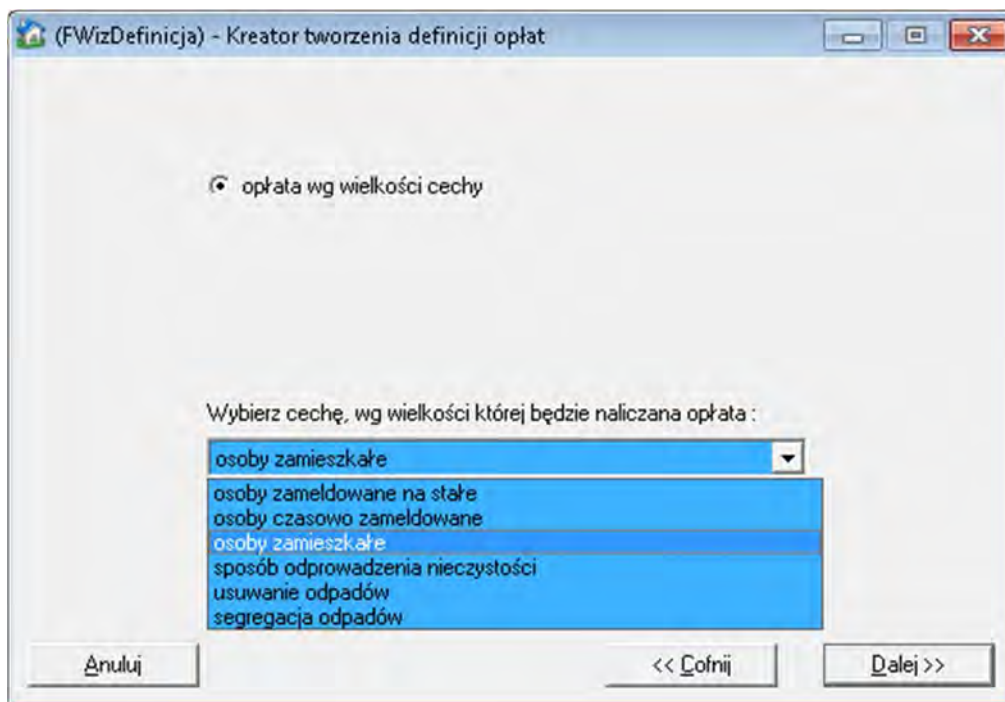 (FWizDefinicja) - Kreator tworzenia definicji opłat
opłata wg wielkości cechy
Wybierz cechę, wg wielkości której będzie naliczana opłata :
osoby zamieszkałe
osoby zameldowane na stałe
osoby czasowo zameldowane
osoby zamieszkałe
sposób odprowadzenia nieczystości
usuwanie odpadów
segregacja odpadów
Anuluj
<< Cofnij
Dalej >>